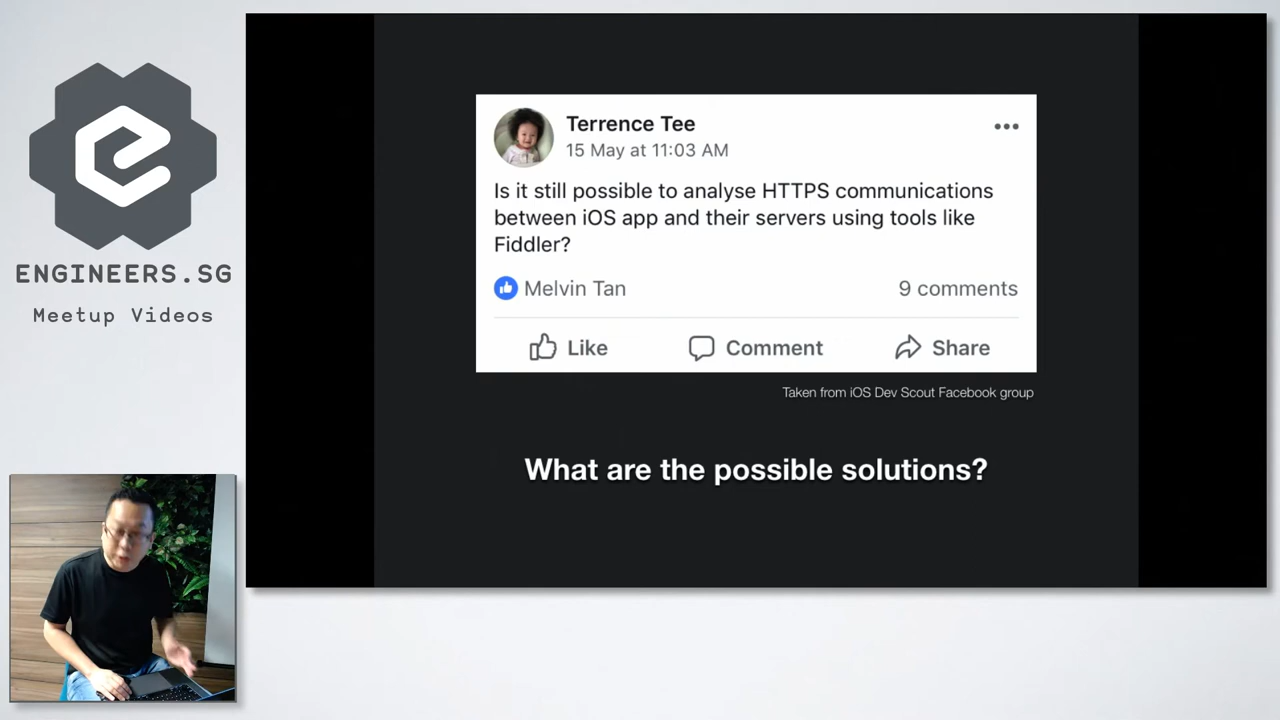 ENGINEERS.SG
Meetup Videos
Terrence Tee
15 May at 11:03 AM
Is it still possible to analyse HTTPS communications
between iOS app and their servers using tools like
Fiddler?
Melvin Tan
9 comments
Like
Comment
Share
Taken from iOS Dev Scout Facebook group
What are the possible solutions?